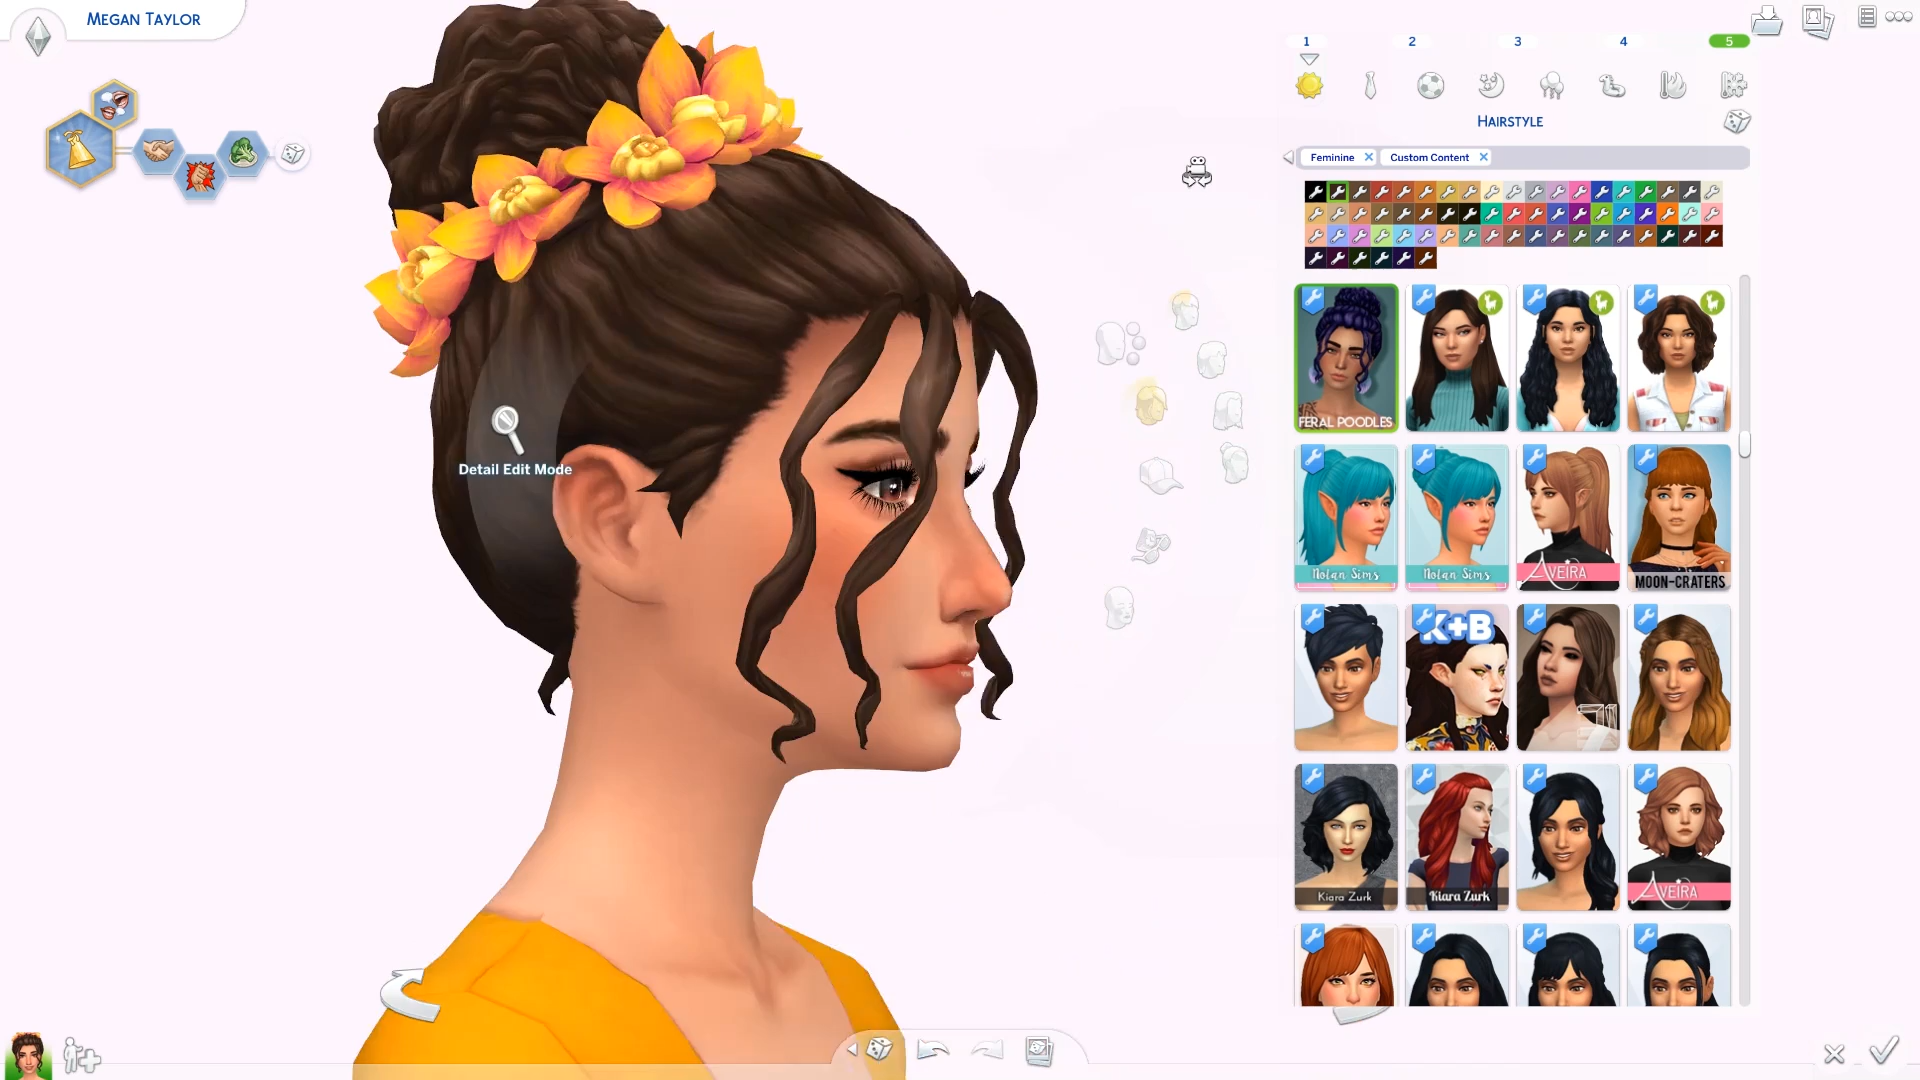 Megan Taylor
1 2 3 4 5
Hairstyle
Feminine Custom Content
FERAL POODLES
Detail Edit Mode
Nolan Sims
Nolan Sims
AVEIRA
MOON-CRATERS
K+B
Kiara Zurk
Kiara Zurk
AVEIRA